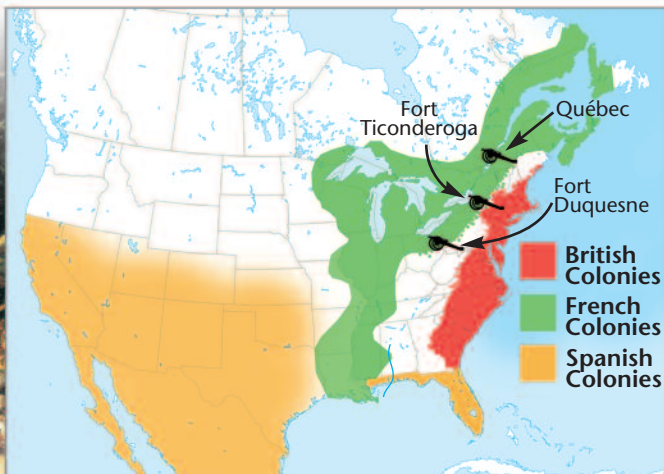 Fort
Ticonderoga
Québec
Fort
Duquesne
British
Colonies
French
Colonies
Spanish
Colonies